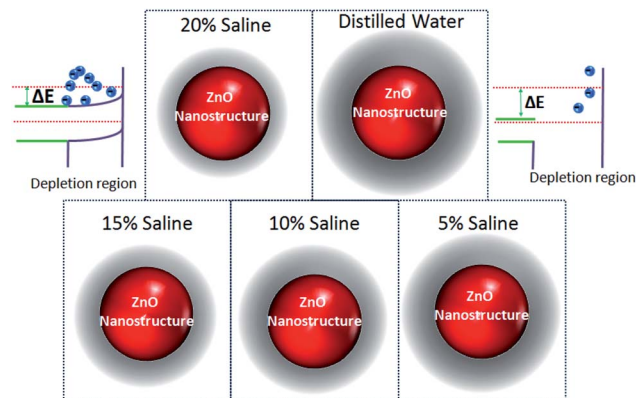 20% Saline
Distilled Water
ΔE
ZnO
Nanostructure
Depletion region
ZnO
Nanostructure
ΔE
Depletion region
15% Saline
10% Saline
5% Saline
ZnO
Nanostructure
ZnO
Nanostructure
ZnO
Nanostructure